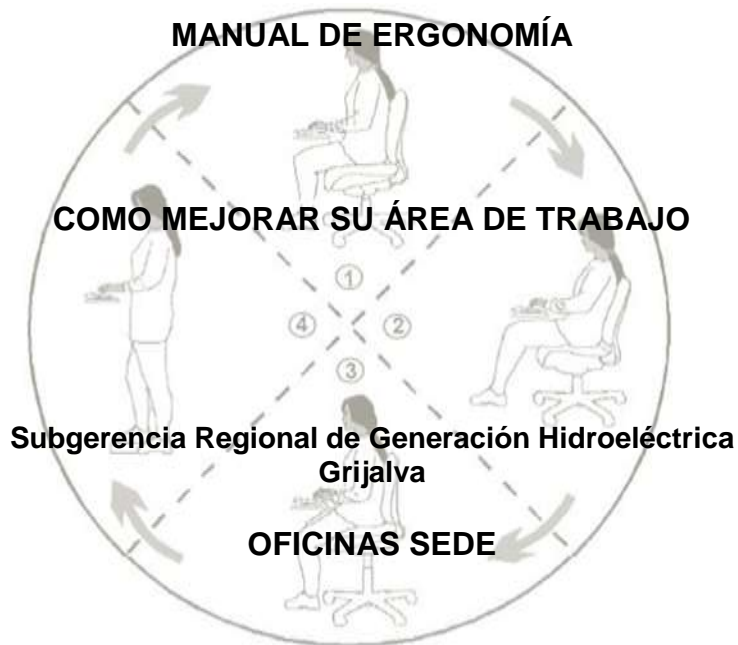 MANUAL DE ERGONOMÍA
COMO MEJORAR SU ÁREA DE TRABAJO
1
4 2
3
Subgerencia Regional de Generación Hidroeléctrica
Grijalva
OFICINAS SEDE